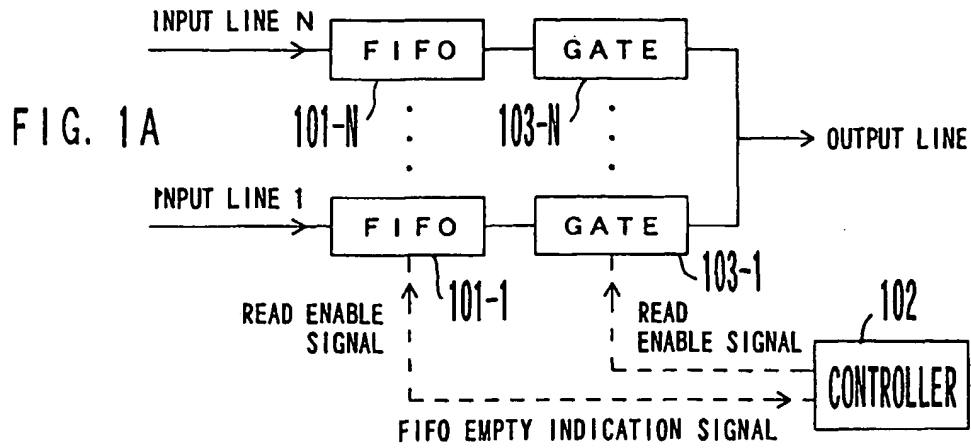 INPUT LINE N
FIFO
GATE
101-N
103-N
FIG. 1A
OUTPUT LINE
INPUT LINE 1
FIFO
GATE
101-1
103-1
READ ENABLE
SIGNAL
READ
ENABLE SIGNAL
102
CONTROLLER
FIFO EMPTY INDICATION SIGNAL